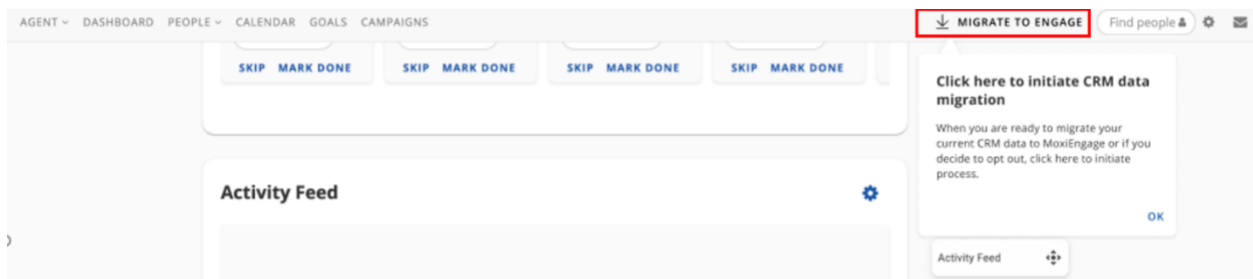 AGENT DASHBOARD PEOPLE CALENDAR GOALS CAMPAIGNS MIGRATE TO ENGAGE Find people
SKIP MARK DONE SKIP MARK DONE SKIP MARK DONE SKIP MARK DONE
Click here to initiate CRM data
migration
When you are ready to migrate your
current CRM data to MoxiEngage or if you
decide to opt out, click here to initiate
process.
OK
Activity Feed
Activity Feed